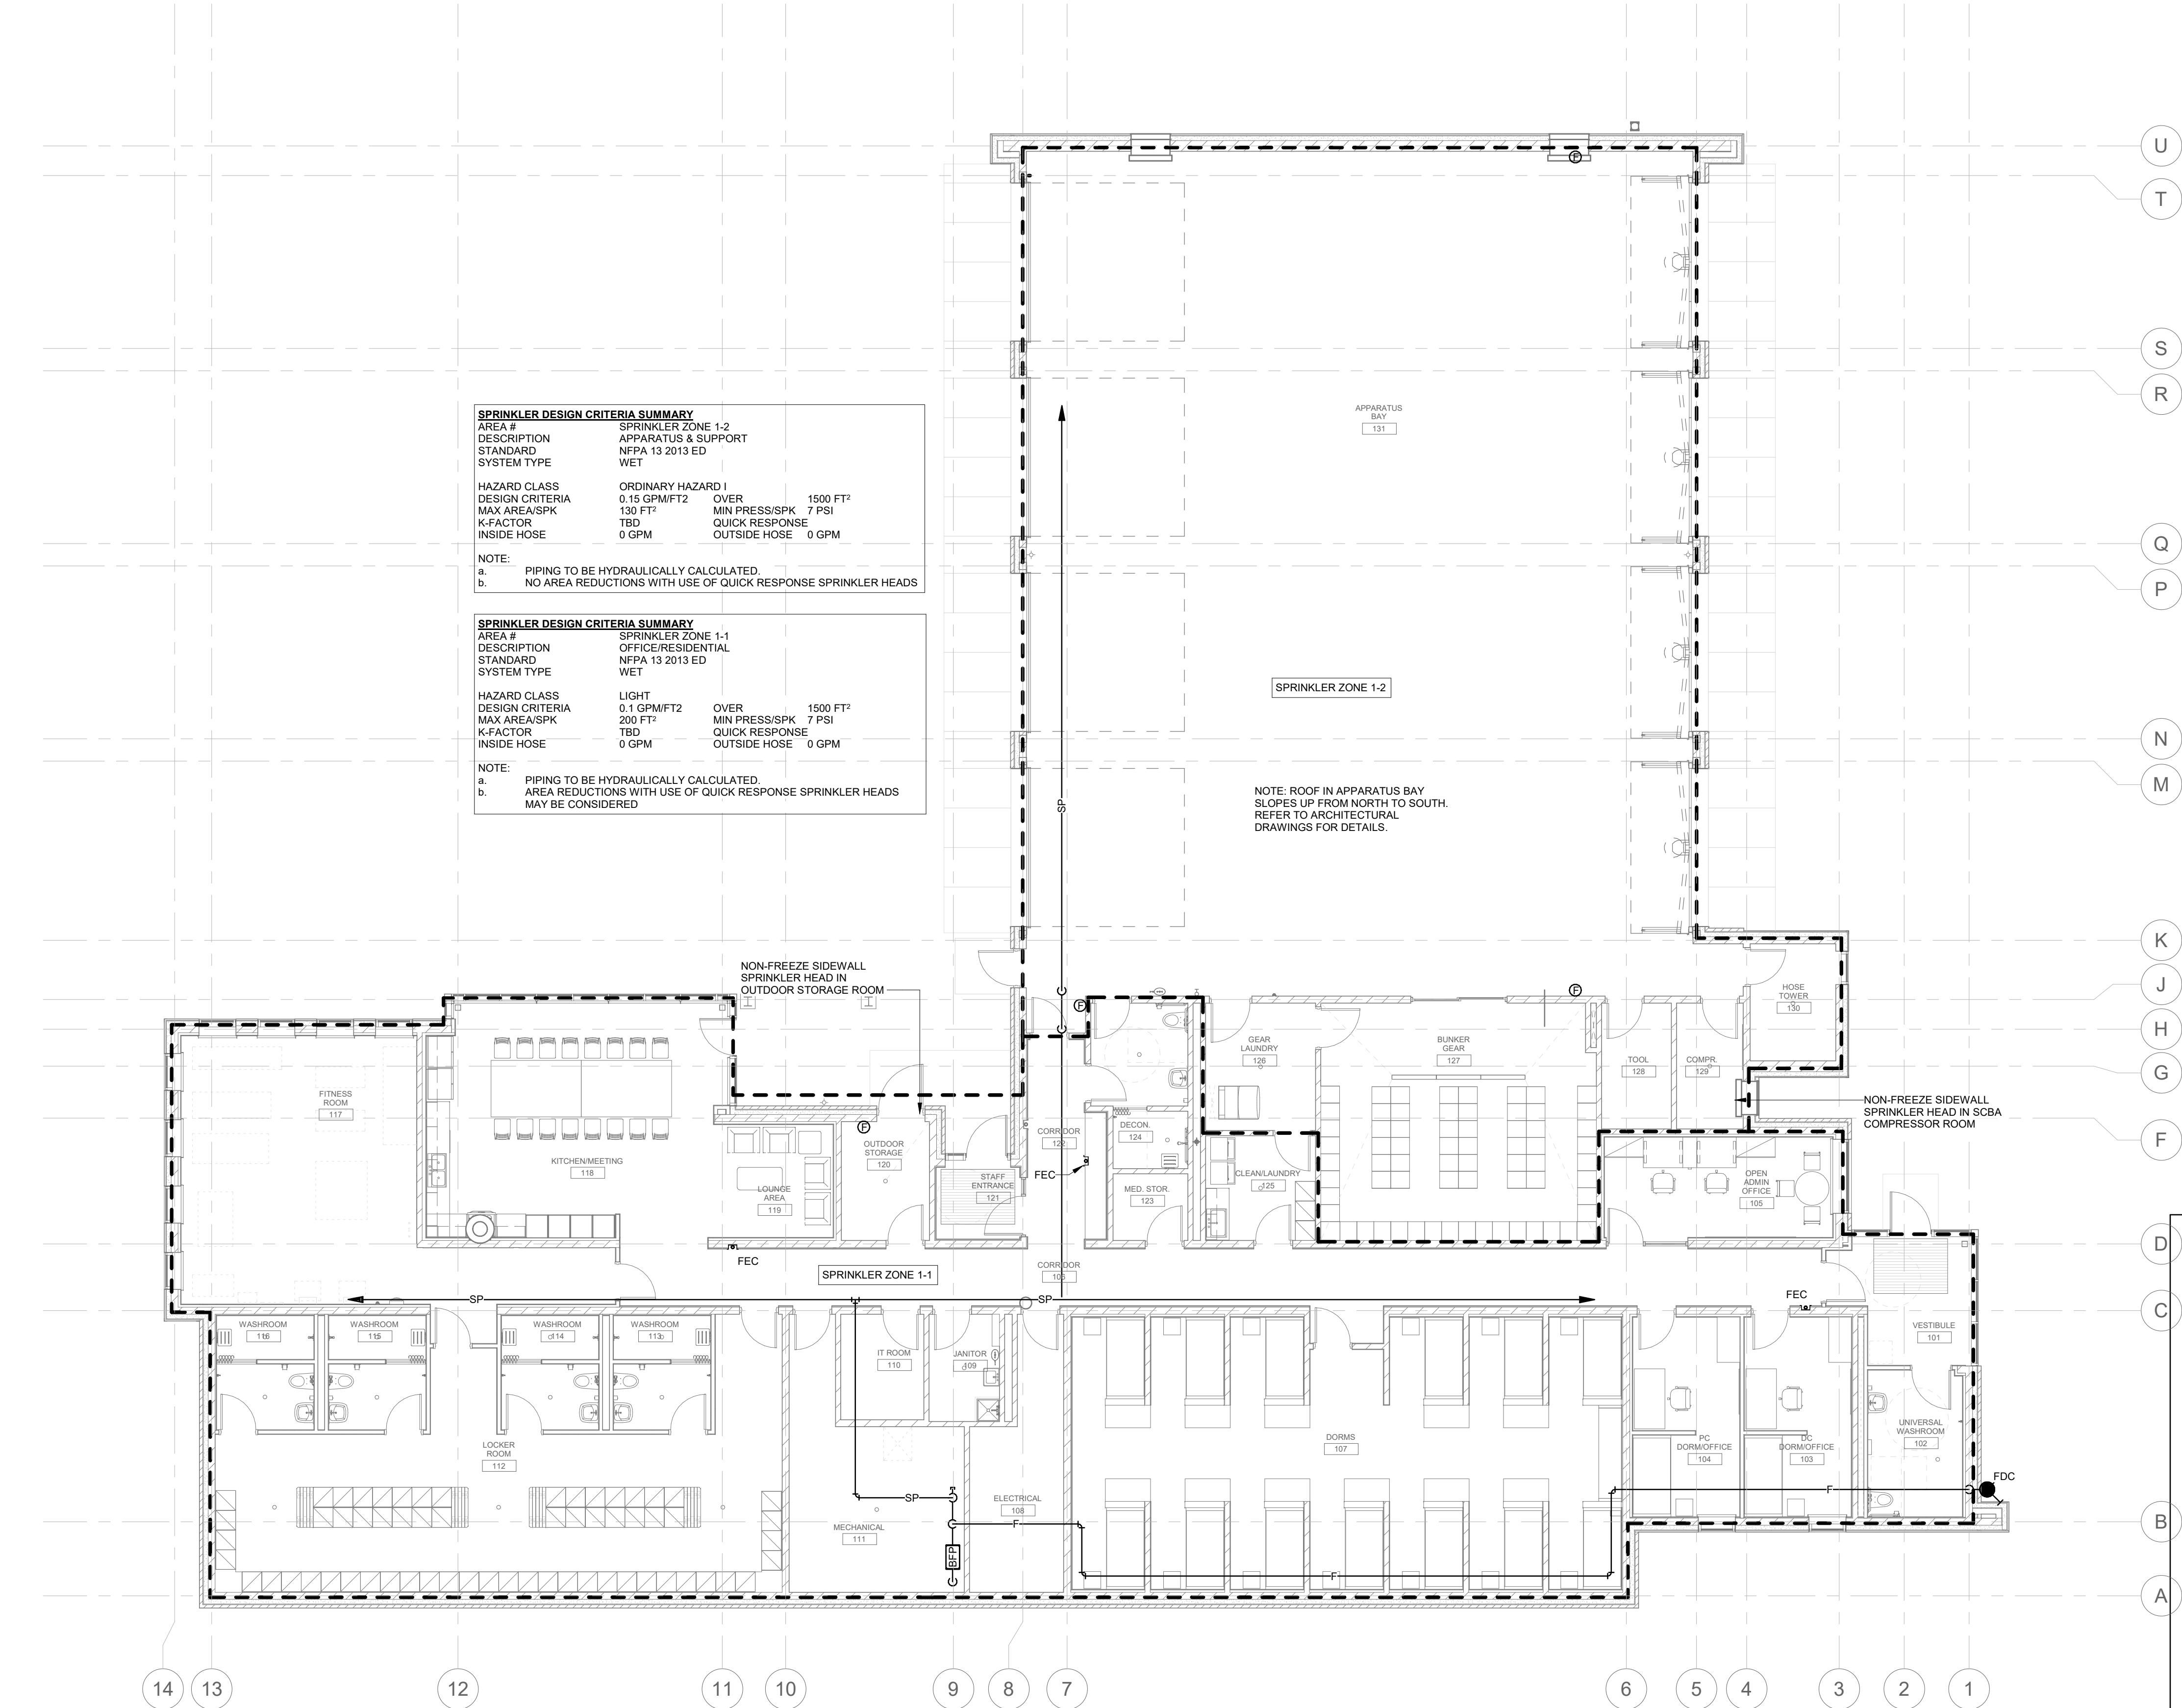 U
T
S
R
Q
P
N
M
K
J
H
G
F
D
C
B
A
SPRINKLER DESIGN CRITERIA SUMMARY
AREA # SPRINKLER ZONE 1-2
DESCRIPTION APPARATUS & SUPPORT
STANDARD NFPA 13 2013 ED
SYSTEM TYPE WET
HAZARD CLASS ORDINARY HAZARD I
DESIGN CRITERIA 0.15 GPM/FT2 OVER 1500 FT²
MAX AREA/SPK 130 FT² MIN PRESS/SPK 7 PSI
K-FACTOR TBD QUICK RESPONSE
INSIDE HOSE 0 GPM OUTSIDE HOSE 0 GPM
NOTE:
a. PIPING TO BE HYDRAULICALLY CALCULATED.
b. NO AREA REDUCTIONS WITH USE OF QUICK RESPONSE SPRINKLER HEADS
SPRINKLER DESIGN CRITERIA SUMMARY
AREA # SPRINKLER ZONE 1-1
DESCRIPTION OFFICE/RESIDENTIAL
STANDARD NFPA 13 2013 ED
SYSTEM TYPE WET
HAZARD CLASS LIGHT
DESIGN CRITERIA 0.1 GPM/FT2 OVER 1500 FT²
MAX AREA/SPK 200 FT² MIN PRESS/SPK 7 PSI
K-FACTOR TBD QUICK RESPONSE
INSIDE HOSE 0 GPM OUTSIDE HOSE 0 GPM
NOTE:
a. PIPING TO BE HYDRAULICALLY CALCULATED.
b. AREA REDUCTIONS WITH USE OF QUICK RESPONSE SPRINKLER HEADS
MAY BE CONSIDERED
F
APPARATUS
BAY
131
SPRINKLER ZONE 1-2
SP
NOTE: ROOF IN APPARATUS BAY
SLOPES UP FROM NORTH TO SOUTH.
REFER TO ARCHITECTURAL
DRAWINGS FOR DETAILS.
NON-FREEZE SIDEWALL
SPRINKLER HEAD IN
OUTDOOR STORAGE ROOM
F
F
HOSE
TOWER
130
GEAR
LAUNDRY
126
BUNKER
GEAR
127
TOOL
128
COMPR.
129
NON-FREEZE SIDEWALL
SPRINKLER HEAD IN SCBA
COMPRESSOR ROOM
FITNESS
ROOM
117
KITCHEN/MEETING
118
LOUNGE
AREA
119
F
OUTDOOR
STORAGE
120
STAFF
ENTRANCE
121
CORRIDOR
122
FEC
DECON.
124
MED. STOR.
123
CLEAN/LAUNDRY
125
OPEN
ADMIN
OFFICE
105
FEC
SPRINKLER ZONE 1-1
CORRIDOR
106
SP
SP
FEC
VESTIBULE
101
WASHROOM
116
WASHROOM
115
WASHROOM
114
WASHROOM
113
IT ROOM
110
JANITOR
109
LOCKER
ROOM
112
DORMS
107
PC
DORM/OFFICE
104
DC
DORM/OFFICE
103
UNIVERSAL
WASHROOM
102
FDC
SP
ELECTRICAL
108
MECHANICAL
111
F
F
F
BFP
14
13
12
11
10
9
8
7
6
5
4
3
2
1